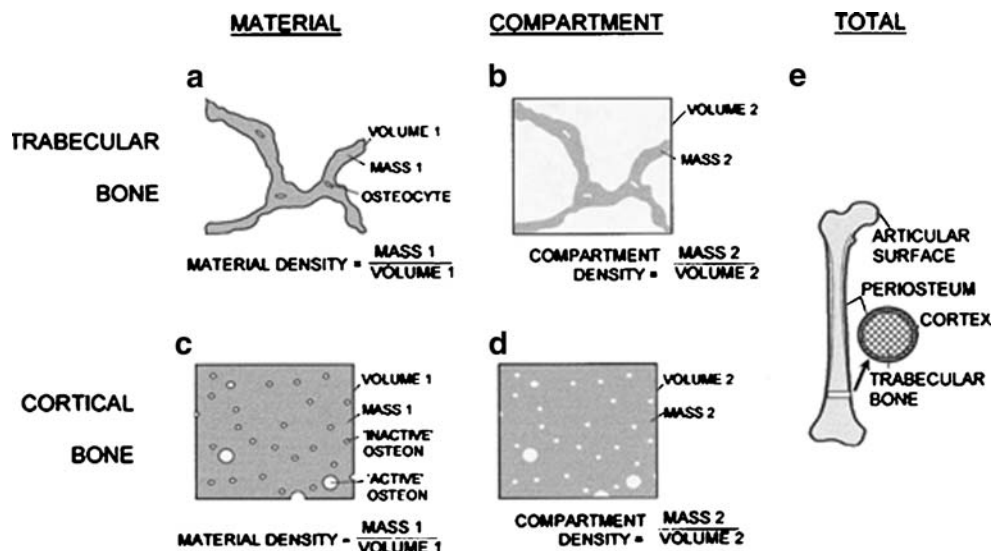 MATERIAL
COMPARTMENT
TOTAL
a
b
e
TRABECULAR
BONE
VOLUME 1
MASS 1
OSTEOCYTE
MATERIAL DENSITY = MASS 1
VOLUME 1
VOLUME 2
MASS 2
COMPARTMENT
DENSITY = MASS 2
VOLUME 2
ARTICULAR
SURFACE
PERIOSTEUM
CORTEX
TRABECULAR
BONE
c
d
CORTICAL
BONE
VOLUME 1
MASS 1
'INACTIVE'
OSTEON
'ACTIVE'
OSTEON
MATERIAL DENSITY = MASS 1
VOLUME 1
VOLUME 2
MASS 2
COMPARTMENT
DENSITY = MASS 2
VOLUME 2